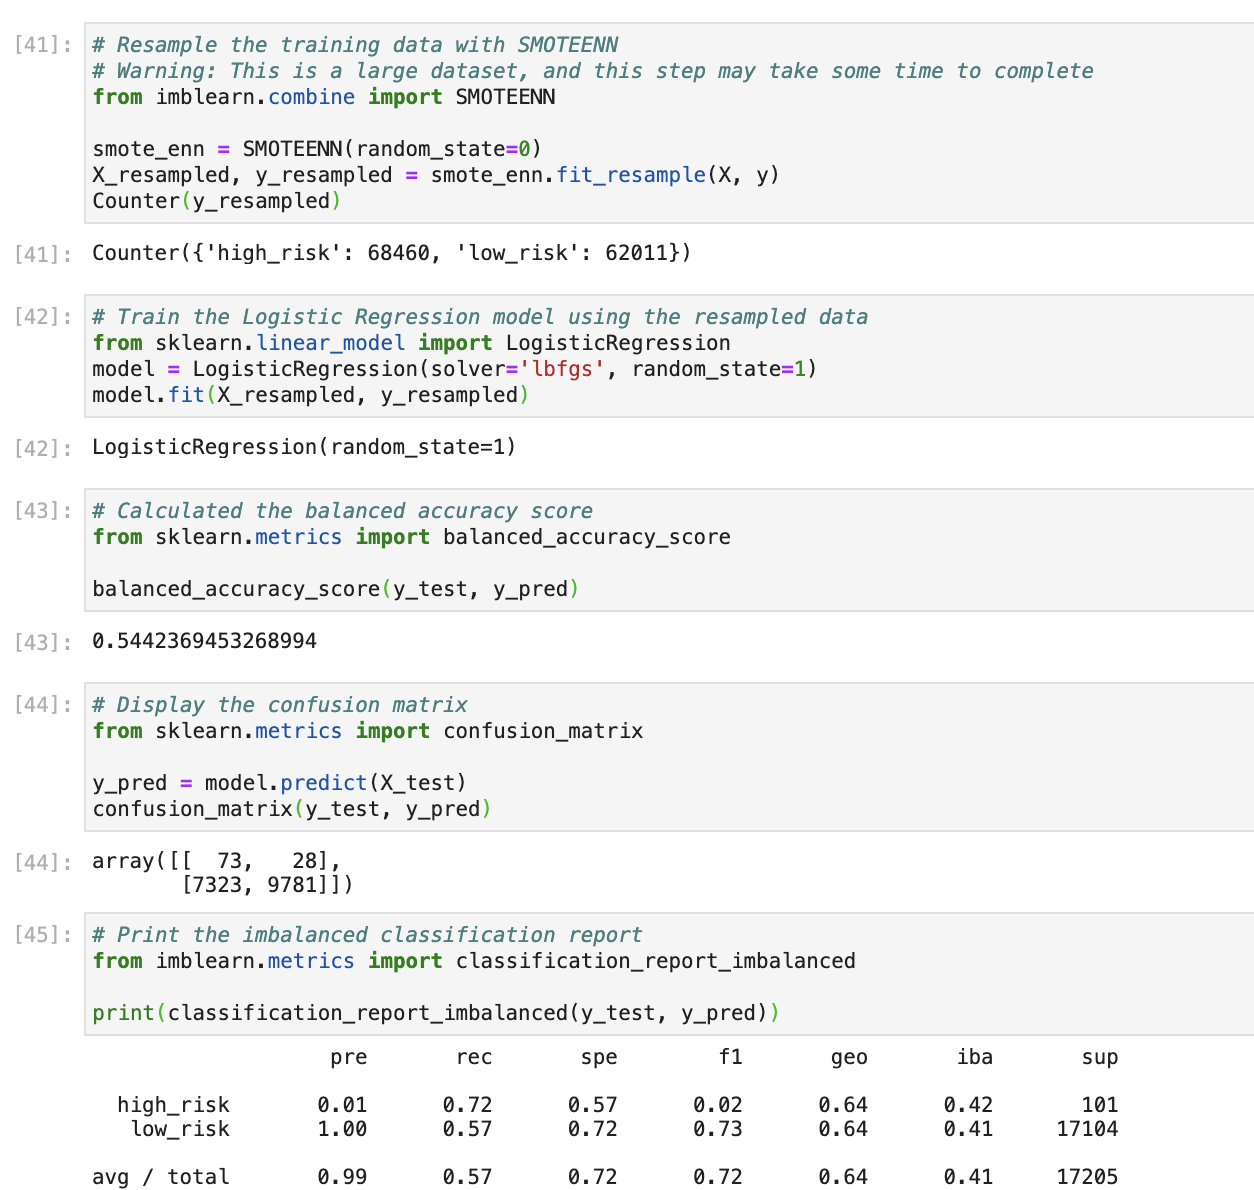 [41]: # Resample the training data with SMOTEENN
# Warning: This is a large dataset, and this step may take some time to complete
from imblearn.combine import SMOTEENN
smote_enn = SMOTEENN(random_state=0)
X_resampled, y_resampled = smote_enn.fit_resample(X, y)
Counter(y_resampled)
[41]: Counter({'high_risk': 68460, 'low_risk': 62011})
[42]: # Train the Logistic Regression model using the resampled data
from sklearn.linear_model import LogisticRegression
model = LogisticRegression(solver='lbfgs', random_state=1)
model.fit(X_resampled, y_resampled)
[42]: LogisticRegression(random_state=1)
[43]: # Calculated the balanced accuracy score
from sklearn.metrics import balanced_accuracy_score
balanced_accuracy_score(y_test, y_pred)
[43]: 0.5442369453268994
[44]: # Display the confusion matrix
from sklearn.metrics import confusion_matrix
y_pred = model.predict(X_test)
confusion_matrix(y_test, y_pred)
[44]: array([[  73,   28],
       [7323, 9781]])
[45]: # Print the imbalanced classification report
from imblearn.metrics import classification_report_imbalanced
print(classification_report_imbalanced(y_test, y_pred))
pre rec spe f1 geo iba sup
high_risk 0.01 0.72 0.57 0.02 0.64 0.42 101
low_risk 1.00 0.57 0.72 0.73 0.64 0.41 17104
avg / total 0.99 0.57 0.72 0.72 0.64 0.41 17205